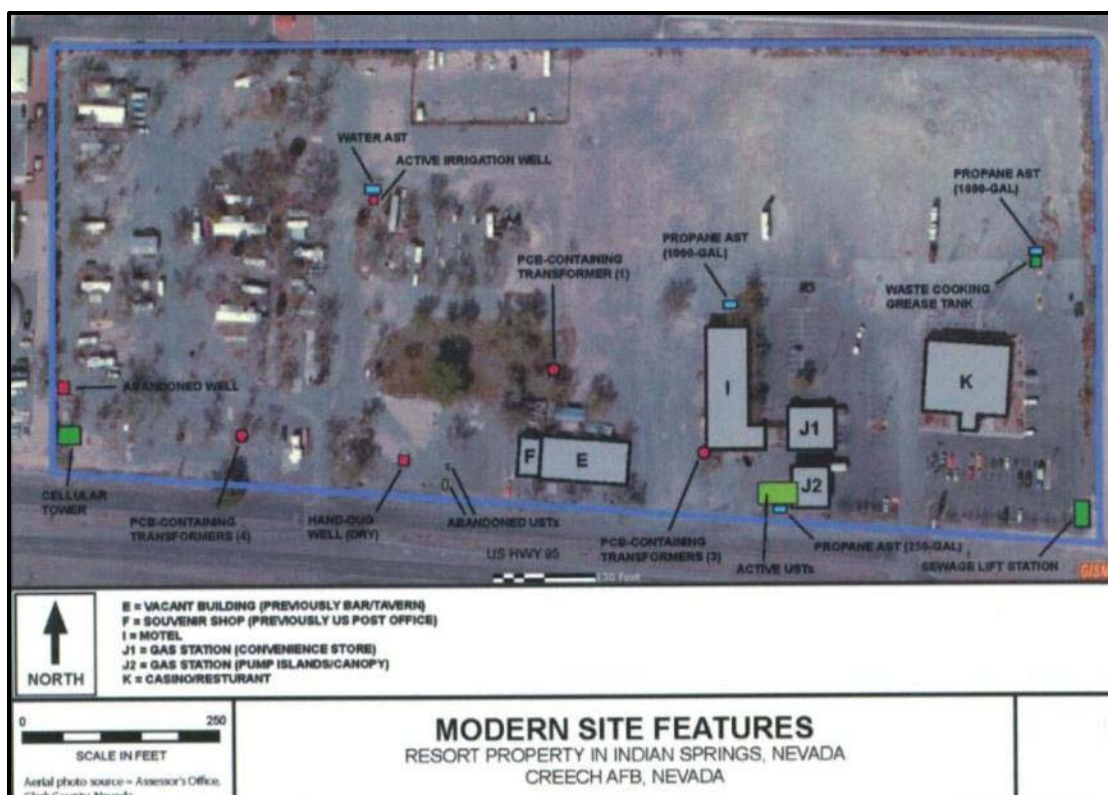 WATER AST
ACTIVE IRRIGATION WELL
PROPANE AST
(1000-GAL)
PROPANE AST
(1000-GAL)
PCB-CONTAINING
TRANSFORMER (1)
WASTE COOKING
GREASE TANK
ABANDONED WELL
I
K
J1
F
E
J2
CELLULAR
TOWER
PCB-CONTAINING
TRANSFORMERS (4)
HAND-DUG
WELL (DRY)
ABANDONED USTs
US HWY 95
130 Feet
PCB-CONTAINING
TRANSFORMERS (3)
ACTIVE USTs
PROPANE AST (250-GAL)
SEWAGE LIFT STATION
NORTH
E = VACANT BUILDING (PREVIOUSLY BAR/TAVERN)
F = SOUVENIR SHOP (PREVIOUSLY US POST OFFICE)
I = MOTEL
J1 = GAS STATION (CONVENIENCE STORE)
J2 = GAS STATION (PUMP ISLANDS/CANOPY)
K = CASINO/RESTURANT
0 250
SCALE IN FEET
Aerial photo source = Assessor's Office,
Clark County, Nevada
MODERN SITE FEATURES
RESORT PROPERTY IN INDIAN SPRINGS, NEVADA
CREECH AFB, NEVADA